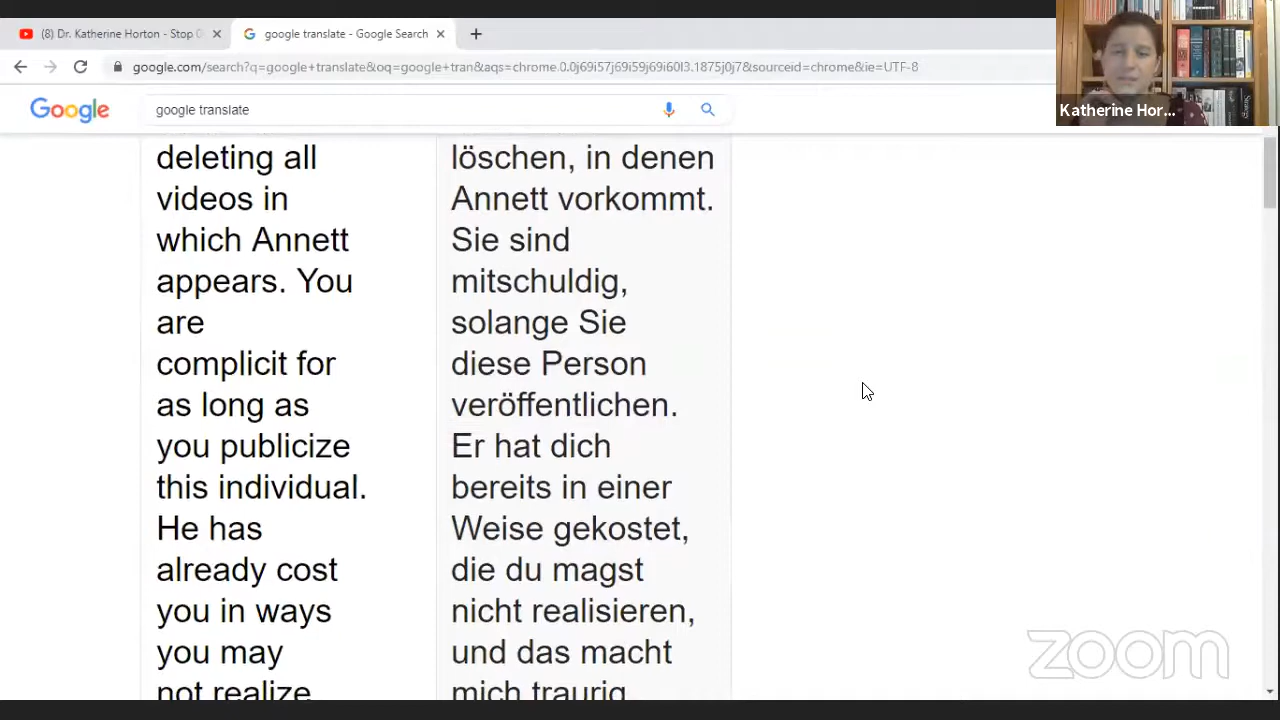 (8) Dr. Katherine Horton - Stop
google translate - Google Search
google.com/search?q=google+translate&oq=google+tran&aqs=chrome.0.0j69i57j69i59j69i60l3.1875j0j7&sourceid=chrome&ie=UTF-8
Google
google translate
Katherine Hor...
deleting all
videos in
which Annett
appears. You
are
complicit for
as long as
you publicize
this individual.
He has
already cost
you in ways
you may
not realize
löschen, in denen
Annett vorkommt.
Sie sind
mitschuldig,
solange Sie
diese Person
veröffentlichen.
Er hat dich
bereits in einer
Weise gekostet,
die du magst
nicht realisieren,
und das macht
mich traurig.
zoom